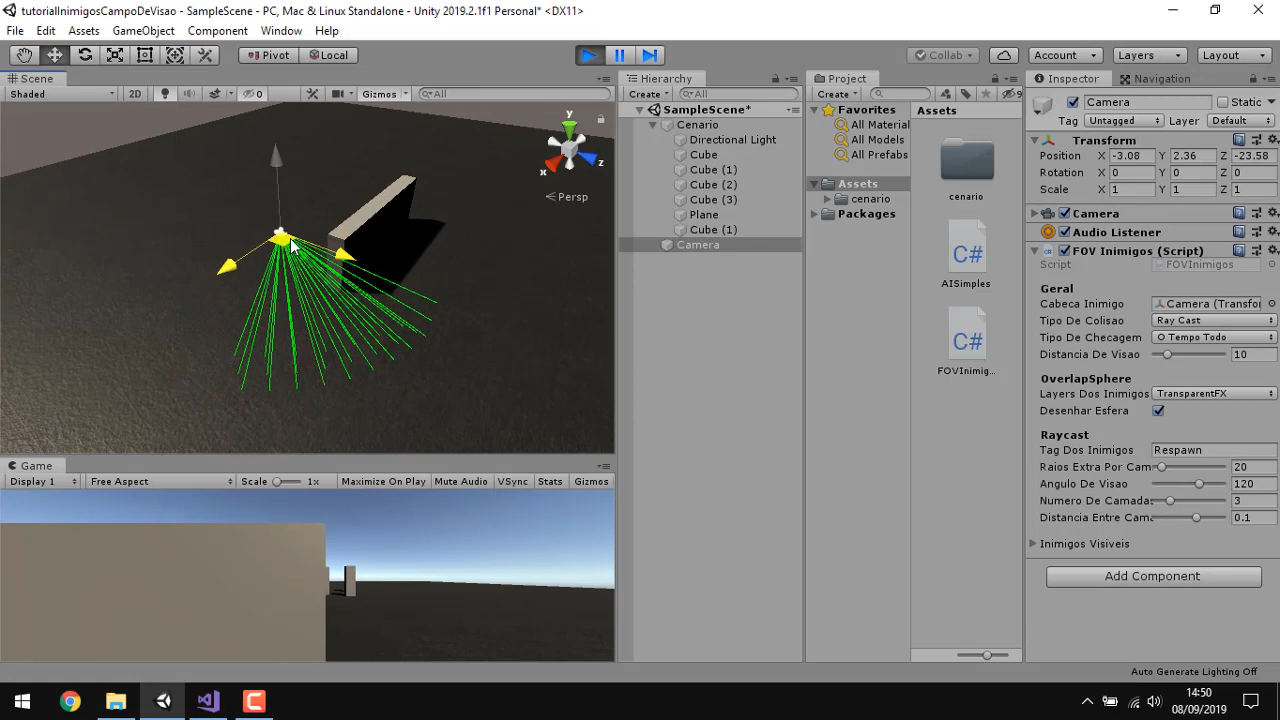 tutorialInimigosCampoDeVisao - SampleScene - PC, Mac & Linux Standalone - Unity 2019.2.1f1 Personal* <DX11>
File Edit Assets GameObject Component Window Help
Pivot Local Collab Account Layers Layout
Scene
Shaded 2D 0 Gizmos All
y
x
z
Persp
Game
Display 1 Free Aspect Scale 1x Maximize On Play Mute Audio VSync Stats Gizmos
Hierarchy
Create All
SampleScene*
Cenario
Directional Light
Cube
Cube (1)
Cube (2)
Cube (3)
Plane
Cube (1)
Camera
Project
Create 9
Favorites
All Material
All Models
All Prefabs
Assets
cenario
Packages
Assets
cenario
C#
AISimples
C#
FOVInimig...
Inspector Navigation
Camera Static
Tag Untagged Layer Default
Transform
Position X -3.08 Y 2.36 Z -23.58
Rotation X 0 Y 0 Z 0
Scale X 1 Y 1 Z 1
Camera
Audio Listener
FOV Inimigos (Script)
Script FOVInimigos
Geral
Cabeca Inimigo Camera (Transfor
Tipo De Colisao Ray Cast
Tipo De Checagem Tempo Todo
Distancia De Visao 10
OverlapSphere
Layers Dos Inimigos TransparentFX
Desenhar Esfera
Raycast
Tag Dos Inimigos Respawn
Raios Extra Por Cam 20
Angulo De Visao 120
Numero De Camadas 3
Distancia Entre Cama 0.1
Inimigos Visiveis
Add Component
Auto Generate Lighting Off
14:50
08/09/2019